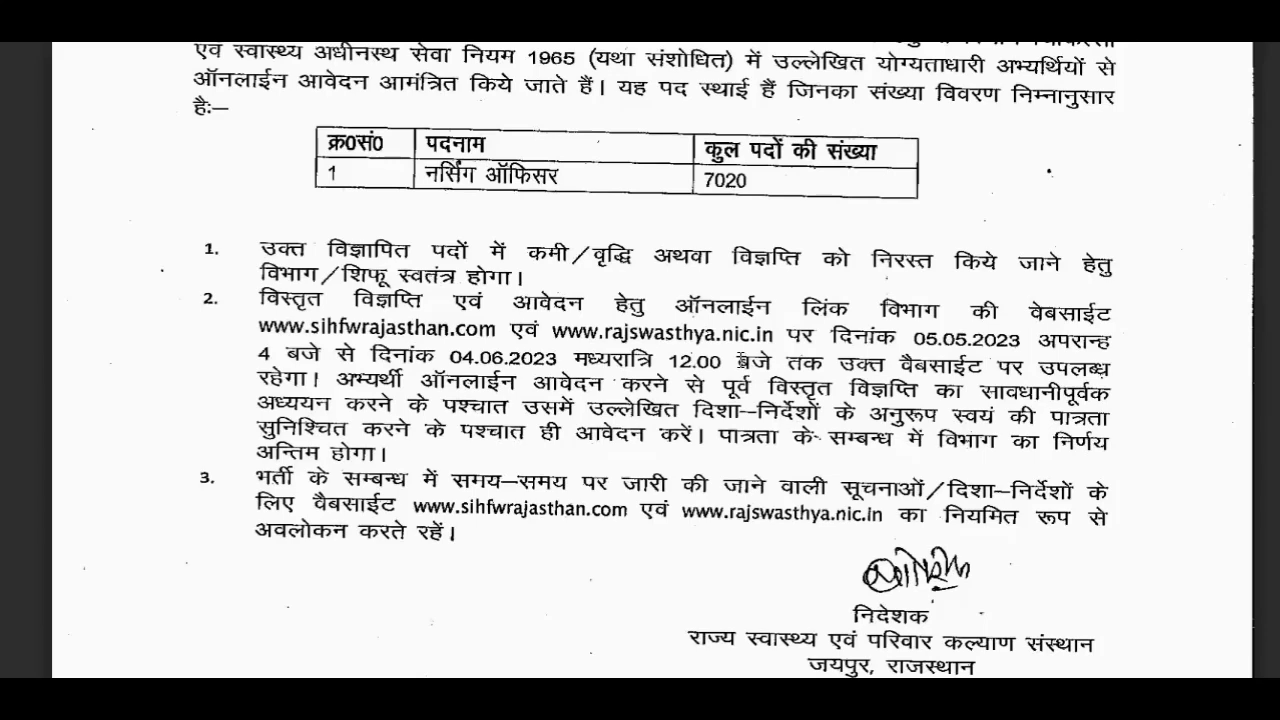 एवं स्वास्थ्य अधीनस्थ सेवा नियम 1965 (यथा संशोधित) में उल्लेखित योग्यताधारी अभ्यर्थियों से
ऑनलाईन आवेदन आमंत्रित किये जाते हैं। यह पद स्थाई हैं जिनका संख्या विवरण निम्नानुसार
है:–
क्र0सं0 पदनाम कुल पदों की संख्या
1 नर्सिंग ऑफिसर 7020
1. उक्त विज्ञापित पदों में कमी/वृद्धि अथवा विज्ञप्ति को निरस्त किये जाने हेतु
विभाग/शिफू स्वतंत्र होगा।
2. विस्तृत विज्ञप्ति एवं आवेदन हेतु ऑनलाईन लिंक विभाग की वेबसाईट
www.sihfwrajasthan.com एवं www.rajswasthya.nic.in पर दिनांक 05.05.2023 अपरान्ह
4 बजे से दिनांक 04.06.2023 मध्यरात्रि 12.00 बजे तक उक्त वैबसाईट पर उपलब्ध
रहेगा। अभ्यर्थी ऑनलाईन आवेदन करने से पूर्व विस्तृत विज्ञप्ति का सावधानीपूर्वक
अध्ययन करने के पश्चात उसमें उल्लेखित दिशा–निर्देशों के अनुरूप स्वयं की पात्रता
सुनिश्चित करने के पश्चात ही आवेदन करें। पात्रता के सम्बन्ध में विभाग का निर्णय
अन्तिम होगा।
3. भर्ती के सम्बन्ध में समय–समय पर जारी की जाने वाली सूचनाओं/दिशा–निर्देशों के
लिए वैबसाईट www.sihfwrajasthan.com एवं www.rajswasthya.nic.in का नियमित रूप से
अवलोकन करते रहें।
निदेशक
राज्य स्वास्थ्य एवं परिवार कल्याण संस्थान
जयपुर, राजस्थान